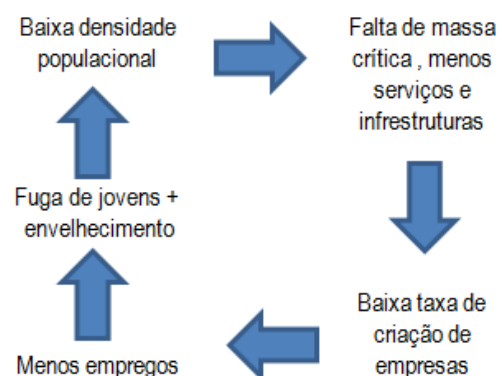 Baixa densidade
populacional
Falta de massa
crítica , menos
serviços e
infrestruturas
Baixa taxa de
criação de
empresas
Menos empregos
Fuga de jovens +
envelhecimento